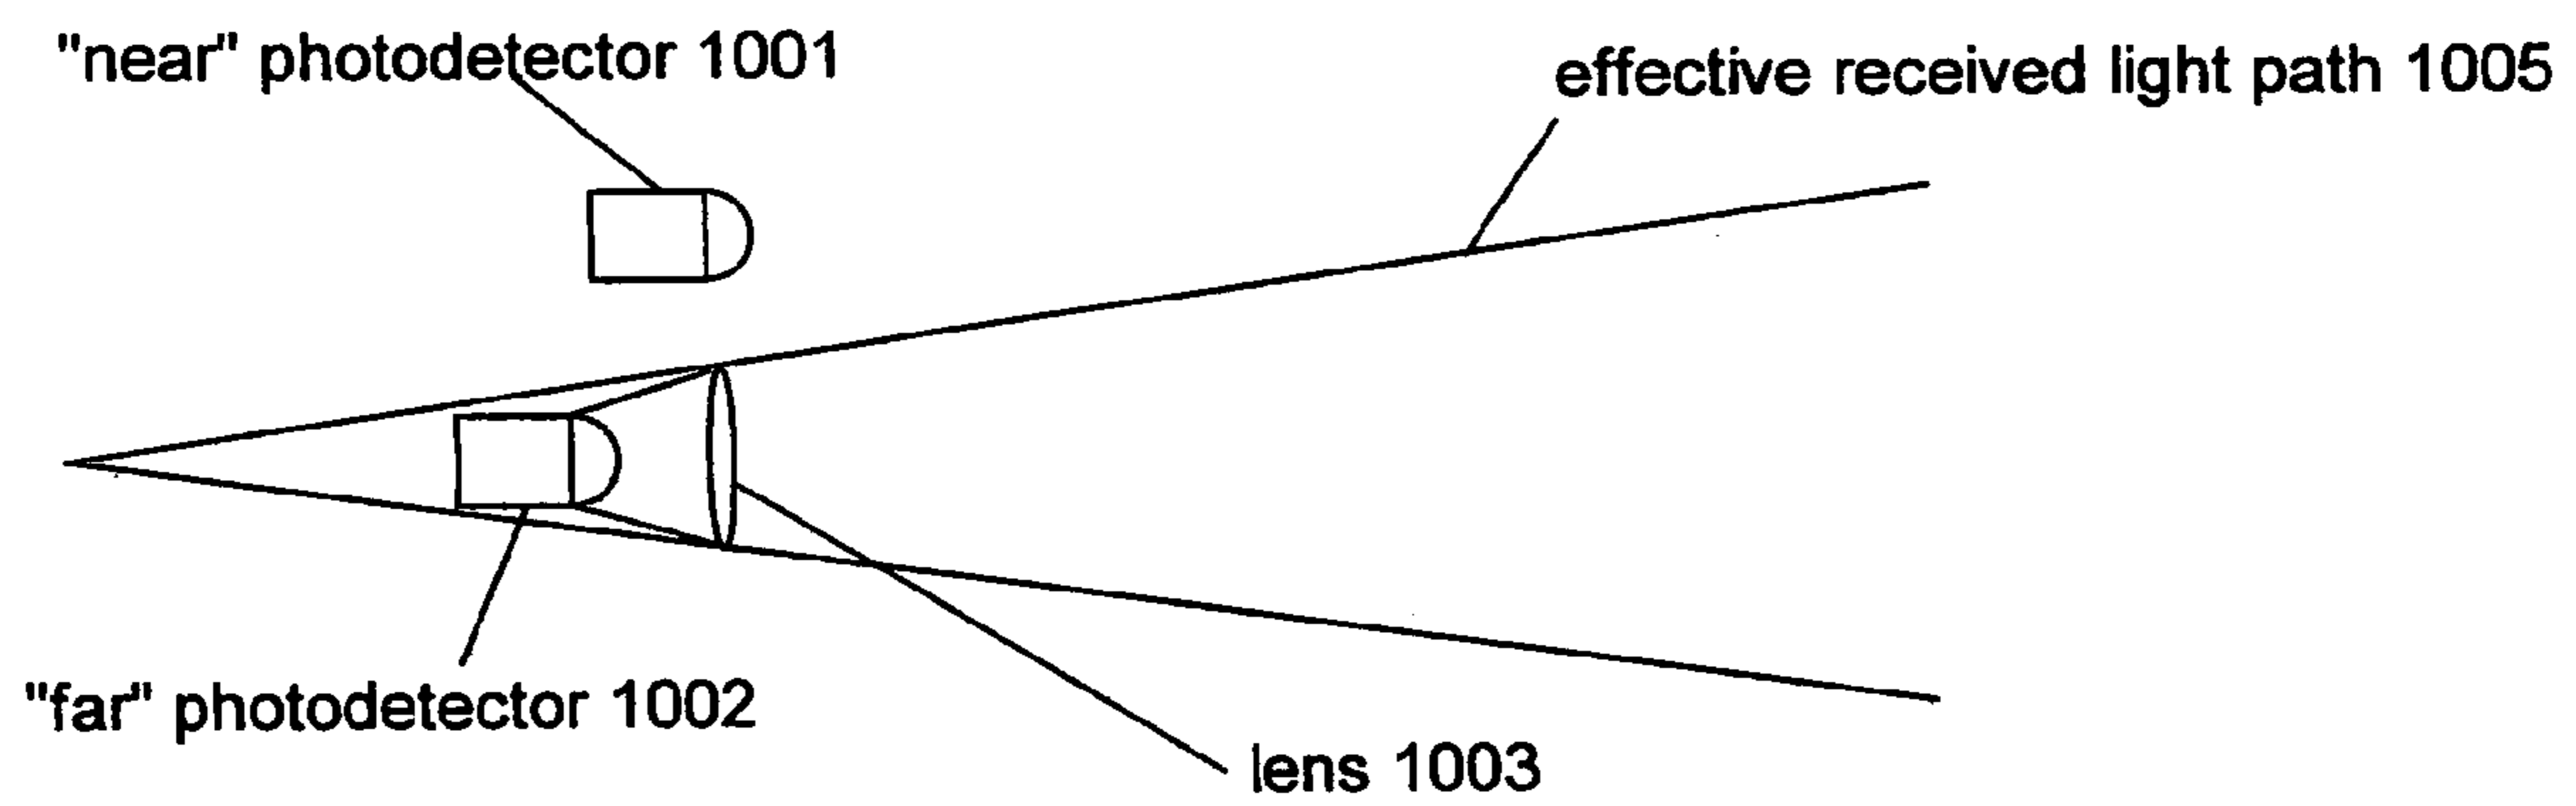 "near" photodetector 1001
effective received light path 1005
"far" photodetector 1002
lens 1003